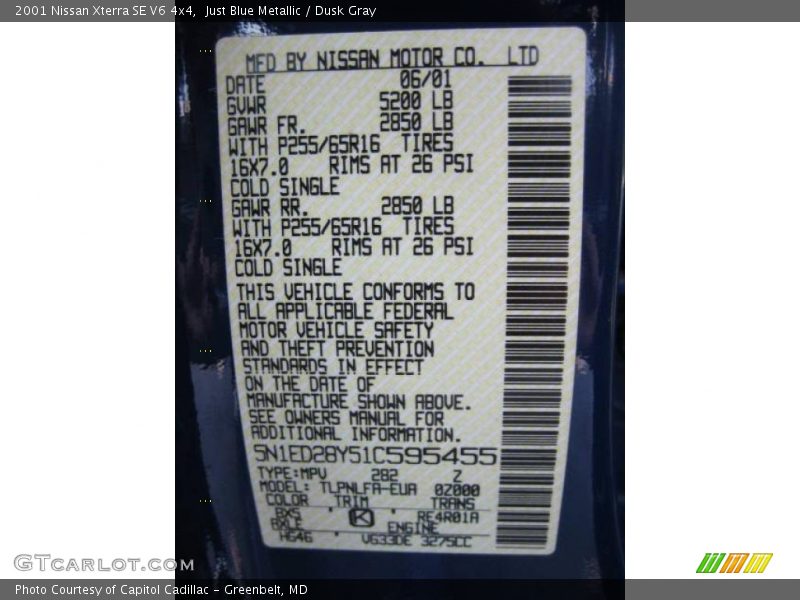 2001 Nissan Xterra SE V6 4x4,  Just Blue Metallic / Dusk Gray
MFD BY NISSAN MOTOR CO. LTD
DATE 06/01
GVWR 5200 LB
GAWR FR. 2850 LB
WITH P255/65R16 TIRES
16X7.0 RIMS AT 26 PSI
COLD SINGLE
GAWR RR. 2850 LB
WITH P255/65R16 TIRES
16X7.0 RIMS AT 26 PSI
COLD SINGLE
THIS VEHICLE CONFORMS TO
ALL APPLICABLE FEDERAL
MOTOR VEHICLE SAFETY
AND THEFT PREVENTION
STANDARDS IN EFFECT
ON THE DATE OF
MANUFACTURE SHOWN ABOVE.
SEE OWNERS MANUAL FOR
ADDITIONAL INFORMATION.
5N1ED28Y51C595455
TYPE:MPV 282 Z
MODEL: TLPNLFA-EUA 0Z000
COLOR TRIM TRANS
BX5 K RE4R01A
AXLE ENGINE
HG46 VG33DE 3275CC
GTCarLot.com
Photo Courtesy of Capitol Cadillac - Greenbelt, MD